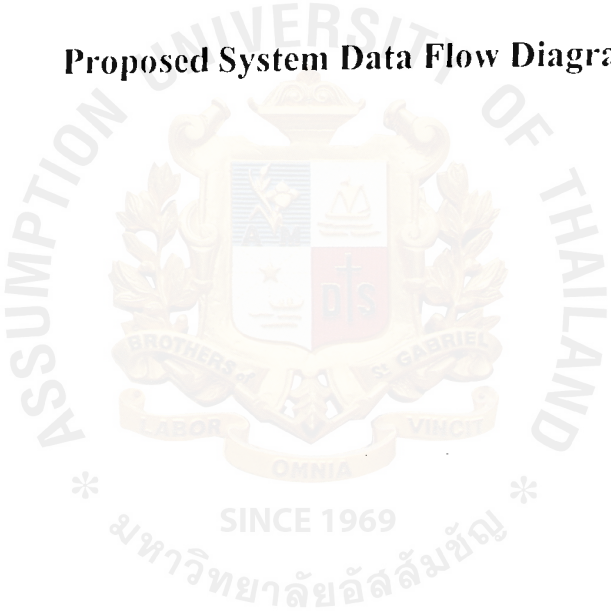 Proposed System Data Flow Diagra
ASSUMPTION UNIVERSITY OF THAILAND
A M
D S
BROTHERS of St GABRIEL
LABOR
OMNIA
VINCIT
SINCE 1969
มหาวิทยาลัยอัสสัมชัญ